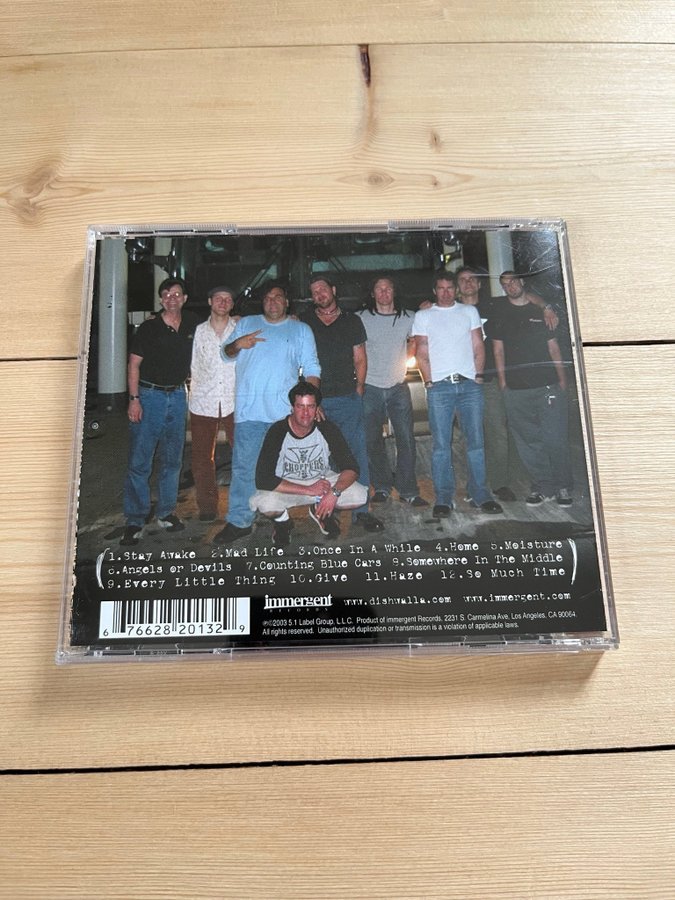 CHOPPERS
1.Stay Awake 2.Mad Life 3.Once In A While 4.Home 5.Moisture
6.Angels or Devils 7.Counting Blue Cars 9.Somewhere In The Middle
9.Every Little Thing 10.Give 11.Haze 12.So Much Time
immergent www.dishwalla.com www.immergent.com
RECORDS
6 76628 20132 9
℗©2003 5.1 Label Group. L.L.C. Product of immergent Records. 2231 S. Carmelina Ave. Los Angeles, CA 90064.
All rights reserved. Unauthorized duplication or transmission is a violation of applicable laws.